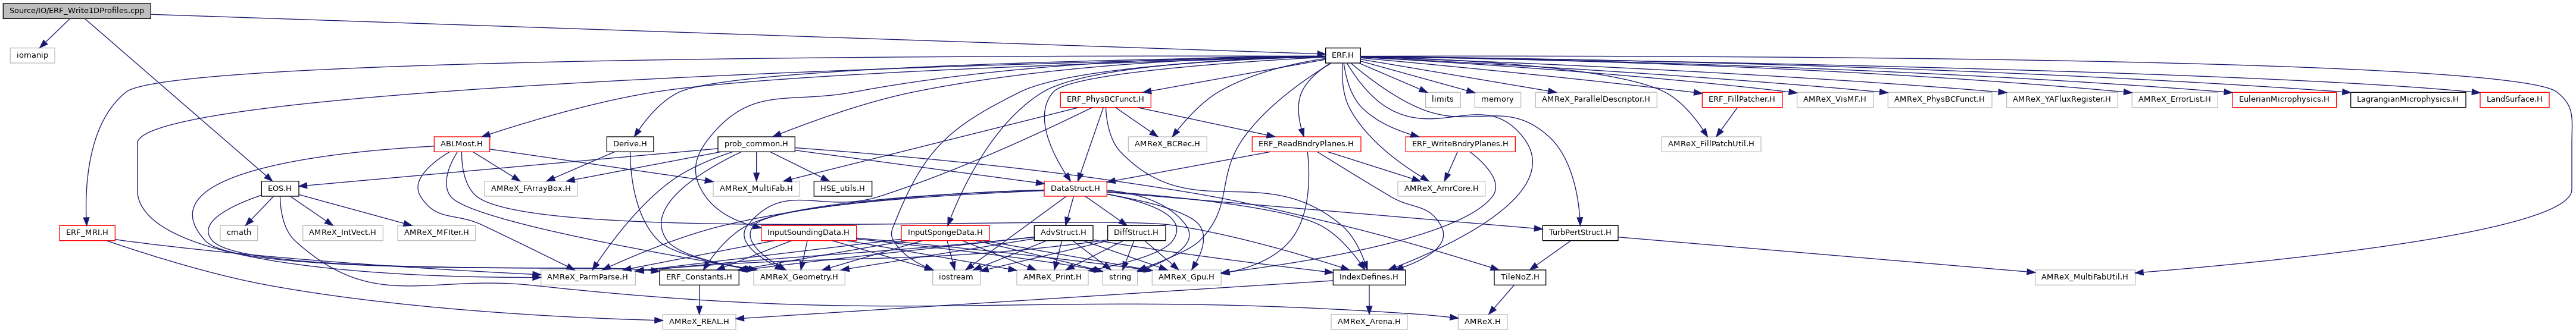 Source/IO/ERF_Write1DProfiles.cpp
iomanip
ERF.H
ERF_PhysBCFunct.H
limits
memory
AMReX_ParallelDescriptor.H
ERF_FillPatcher.H
AMReX_VisMF.H
AMReX_PhysBCFunct.H
AMReX_YAFluxRegister.H
AMReX_ErrorList.H
EulerianMicrophysics.H
LagrangianMicrophysics.H
LandSurface.H
ABLMost.H
Derive.H
prob_common.H
AMReX_BCRec.H
ERF_ReadBndryPlanes.H
ERF_WriteBndryPlanes.H
AMReX_FillPatchUtil.H
EOS.H
AMReX_FArrayBox.H
AMReX_MultiFab.H
HSE_utils.H
DataStruct.H
AMReX_AmrCore.H
ERF_MRI.H
cmath
AMReX_IntVect.H
AMReX_MFIter.H
InputSoundingData.H
InputSpongeData.H
AdvStruct.H
DiffStruct.H
TurbPertStruct.H
AMReX_ParmParse.H
ERF_Constants.H
AMReX_Geometry.H
iostream
AMReX_Print.H
string
AMReX_Gpu.H
IndexDefines.H
TileNoZ.H
AMReX_MultiFabUtil.H
AMReX_REAL.H
AMReX_Arena.H
AMReX.H